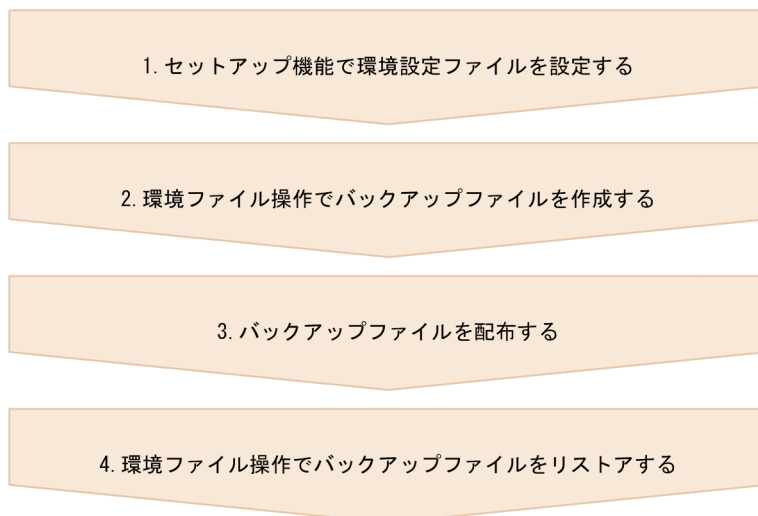 1.セットアップ機能で環境設定ファイルを設定する
2.環境ファイル操作でバックアップファイルを作成する
3.バックアップファイルを配布する
4.環境ファイル操作でバックアップファイルをリストアする